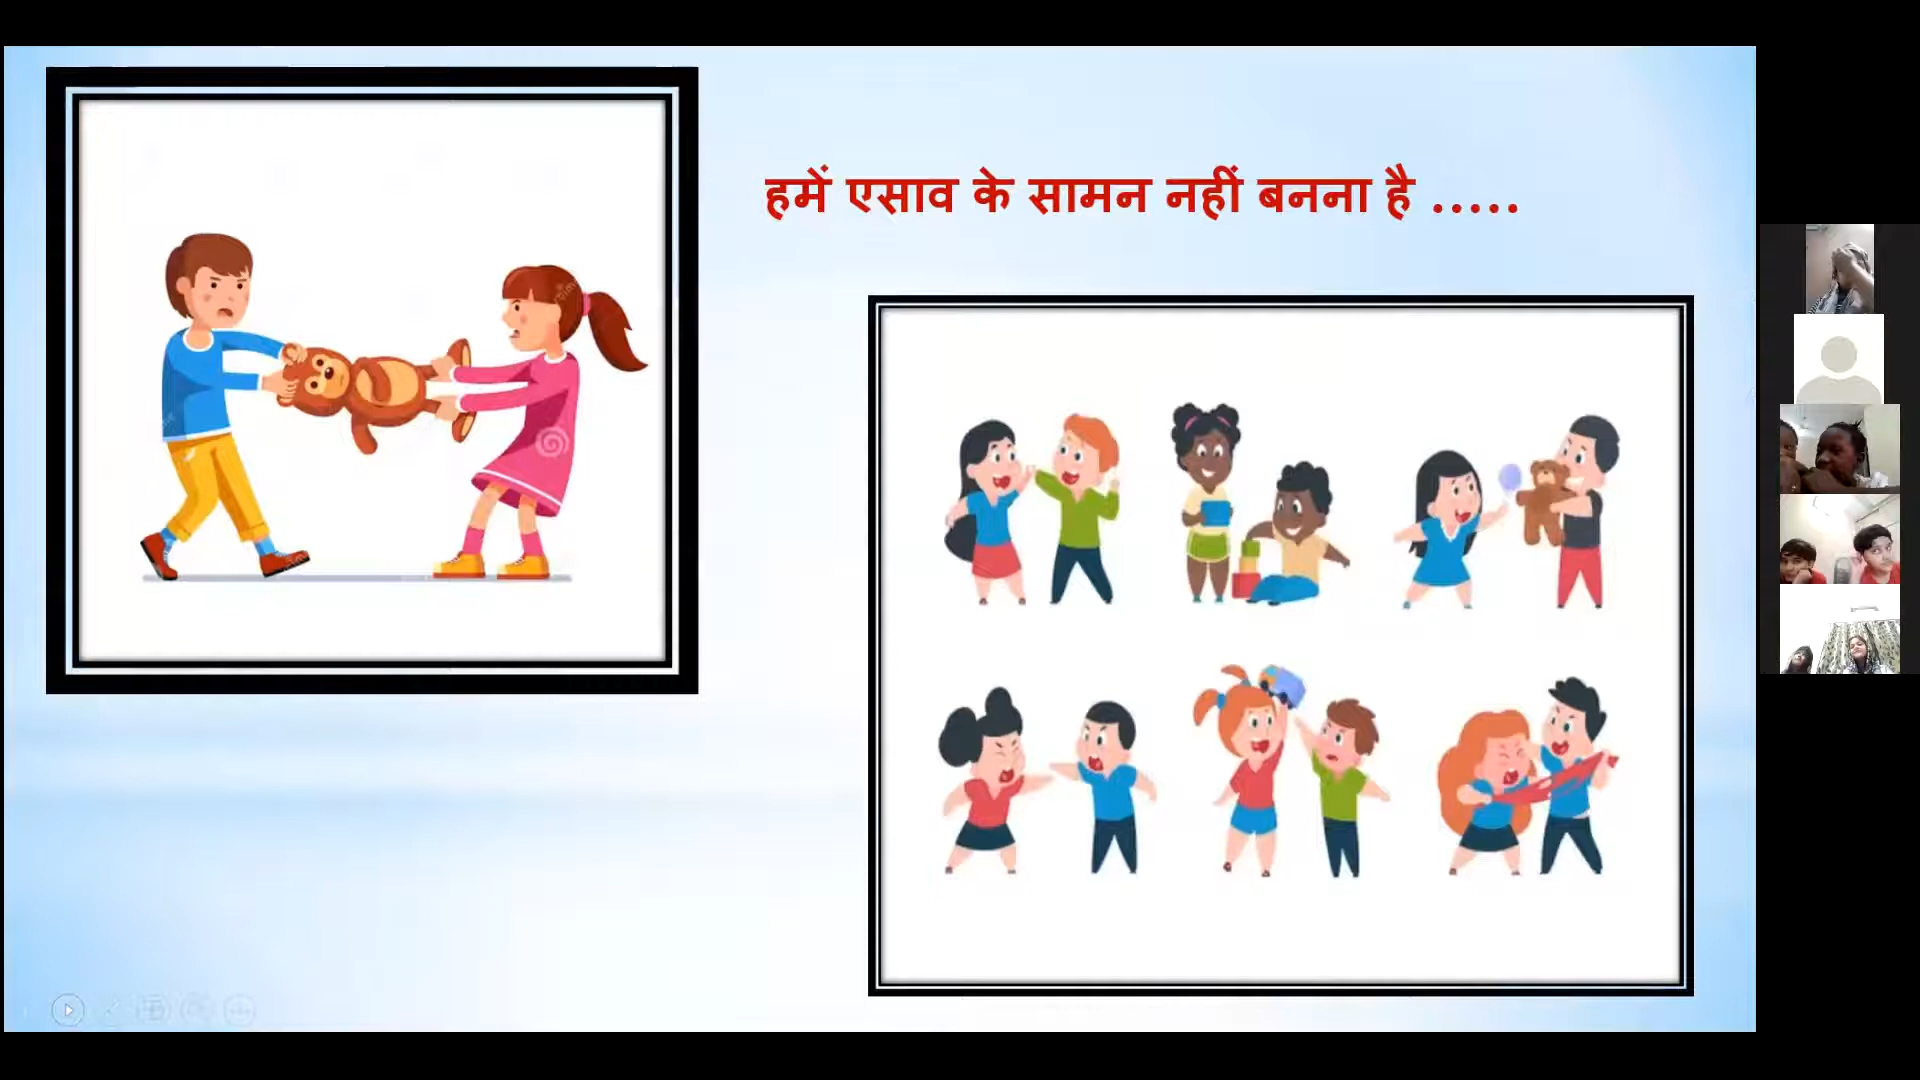 हमें एसाव के सामन नहीं बनना है .....